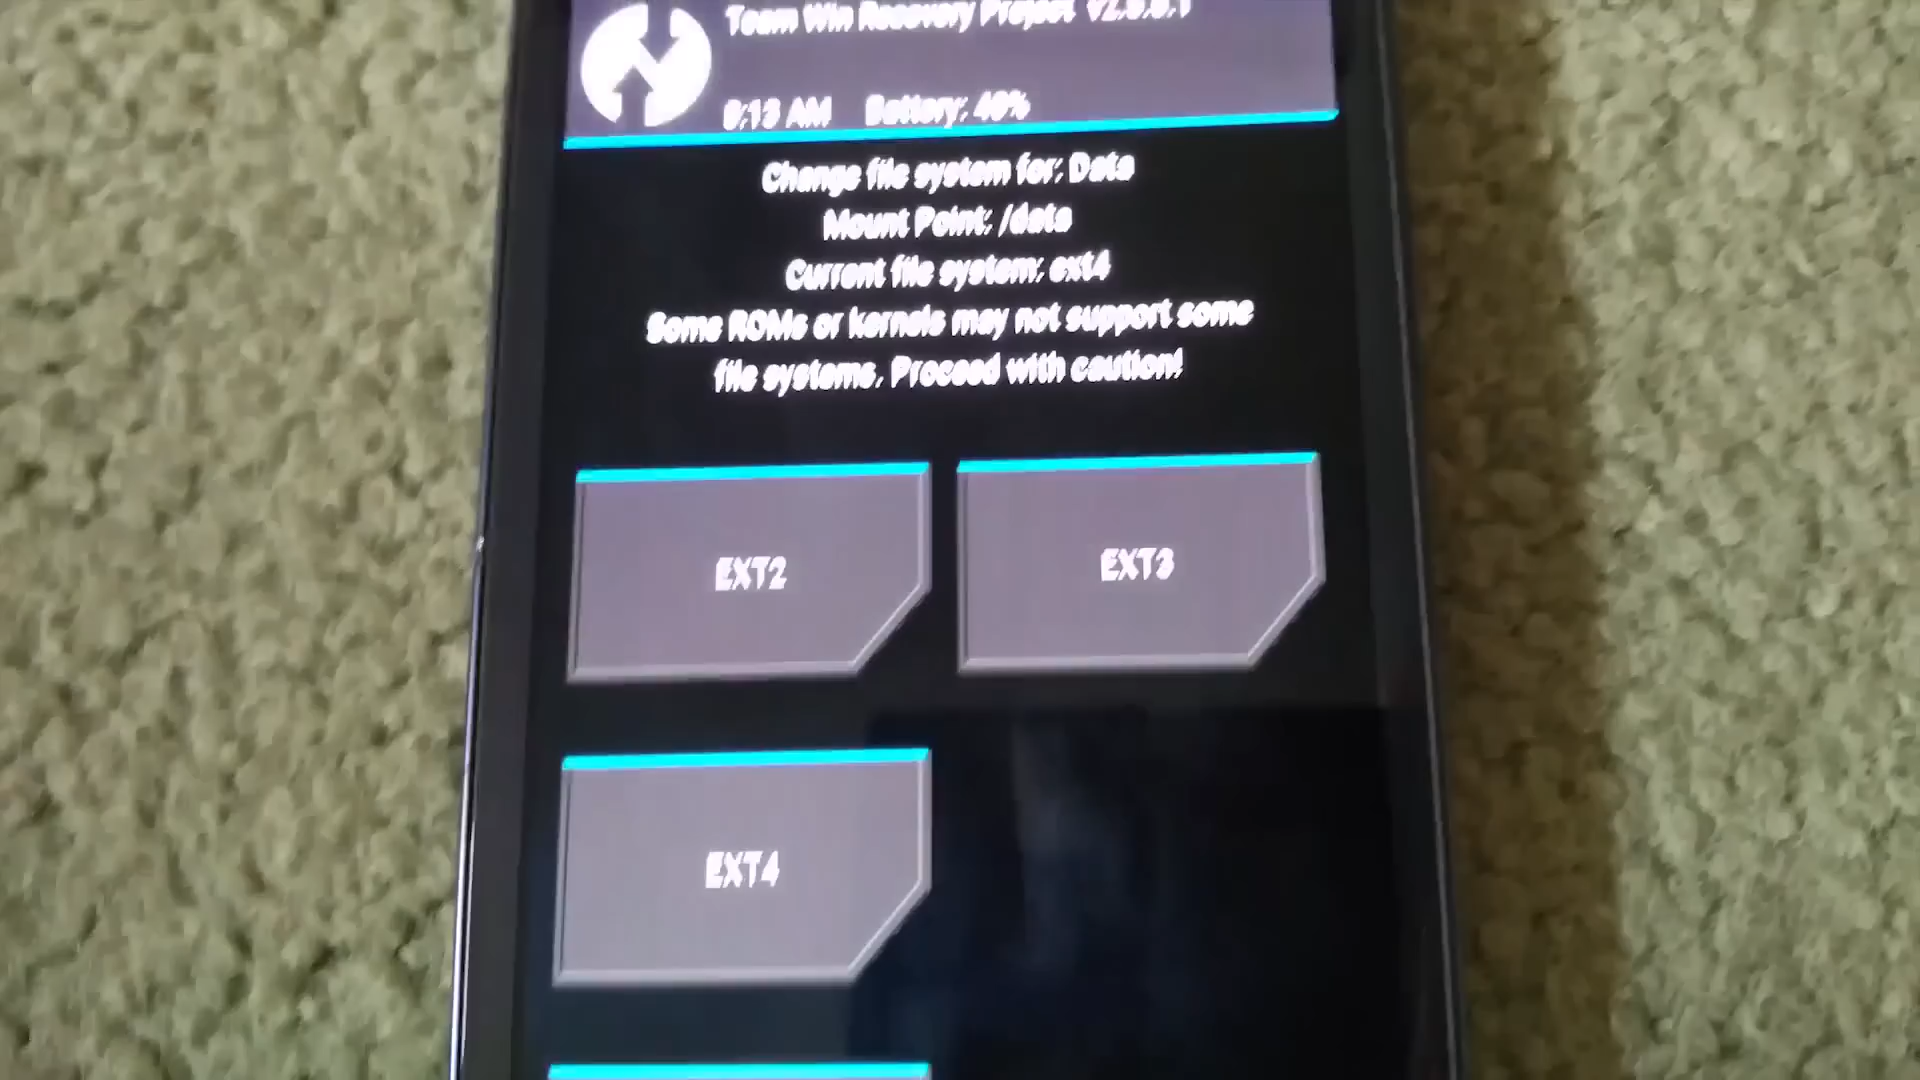 Team Win Recovery Project
AM Battery:
Change file system for: Data
Mount Point: /data
Current file system: ext4
Some ROMs or kernels may not support some
file systems. Proceed with caution!
EXT2
EXT3
EXT4